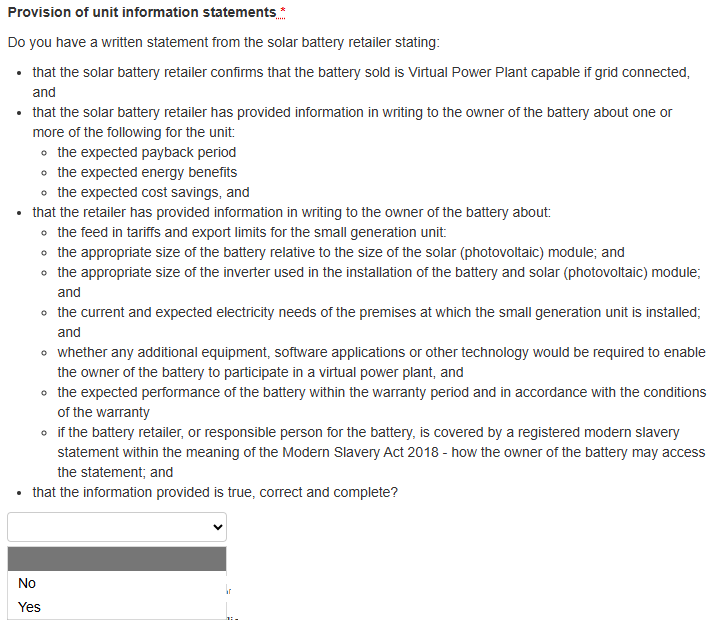 Provision of unit information statements *
Do you have a written statement from the solar battery retailer stating:
• that the solar battery retailer confirms that the battery sold is Virtual Power Plant capable if grid connected,
and
• that the solar battery retailer has provided information in writing to the owner of the battery about one or
more of the following for the unit:
◦ the expected payback period
◦ the expected energy benefits
◦ the expected cost savings, and
• that the retailer has provided information in writing to the owner of the battery about:
◦ the feed in tariffs and export limits for the small generation unit:
◦ the appropriate size of the battery relative to the size of the solar (photovoltaic) module; and
◦ the appropriate size of the inverter used in the installation of the battery and solar (photovoltaic) module;
and
◦ the current and expected electricity needs of the premises at which the small generation unit is installed;
and
◦ whether any additional equipment, software applications or other technology would be required to enable
the owner of the battery to participate in a virtual power plant, and
◦ the expected performance of the battery within the warranty period and in accordance with the conditions
of the warranty
◦ if the battery retailer, or responsible person for the battery, is covered by a registered modern slavery
statement within the meaning of the Modern Slavery Act 2018 - how the owner of the battery may access
the statement; and
• that the information provided is true, correct and complete?
No
Yes